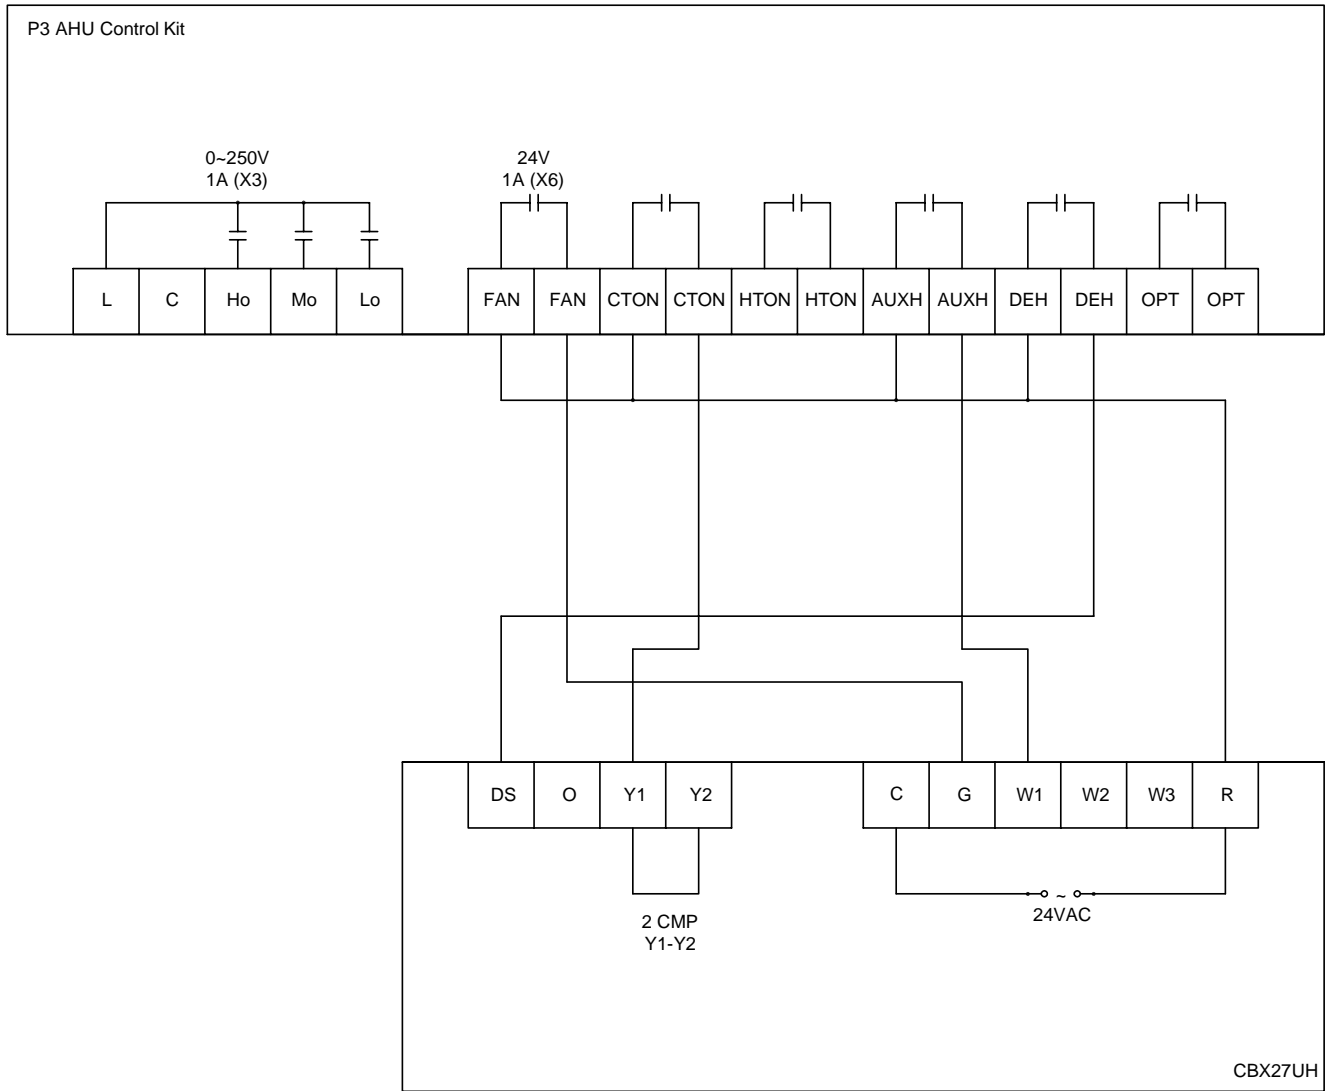 P3 AHU Control Kit
0~250V
1A (X3)
24V
1A (X6)
L C Ho Mo Lo
FAN FAN CTON CTON HTON HTON AUXH AUXH DEH DEH OPT OPT
DS O Y1 Y2
C G W1 W2 W3 R
2 CMP
Y1-Y2
~
24VAC
CBX27UH